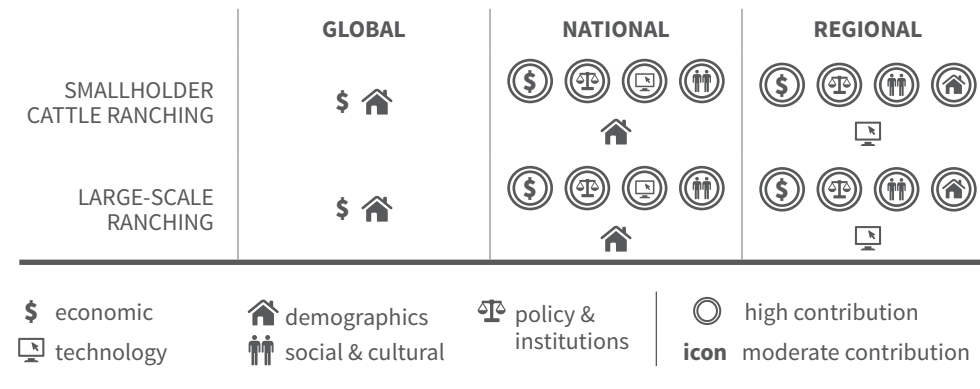 GLOBAL
NATIONAL
REGIONAL
SMALLHOLDER
CATTLE RANCHING
$
$
$
LARGE-SCALE
RANCHING
$
$
$
$ economic
demographics
policy &
institutions
high contribution
technology
social & cultural
icon moderate contribution